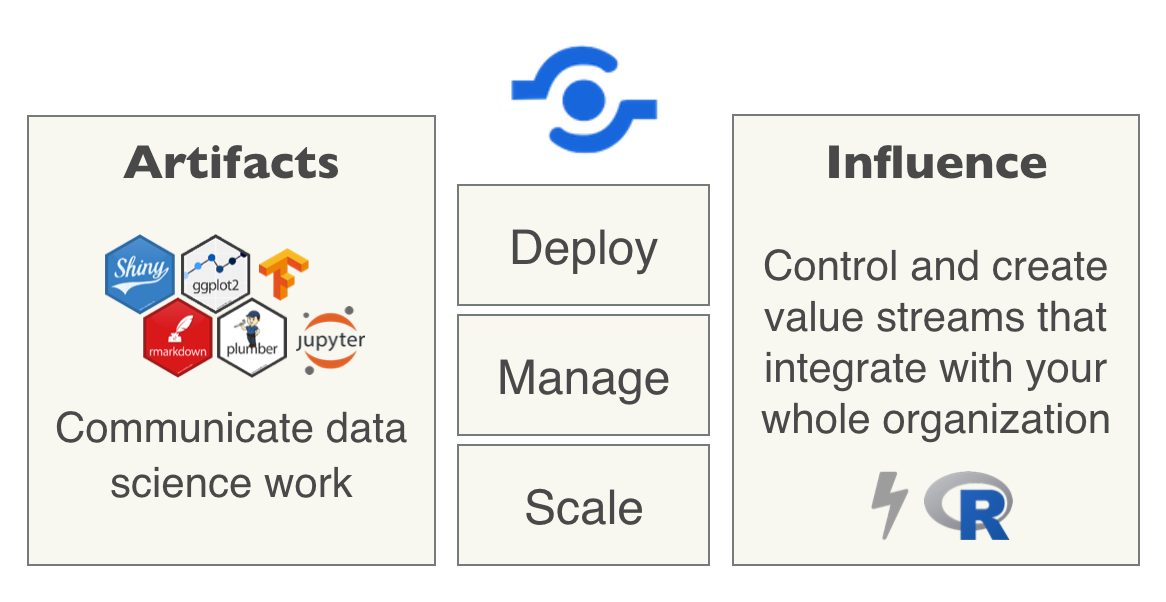 Artifacts
Shiny
ggplot2
rmarkdown
plumber
jupyter
Communicate data
science work
Deploy
Manage
Scale
Influence
Control and create
value streams that
integrate with your
whole organization
R